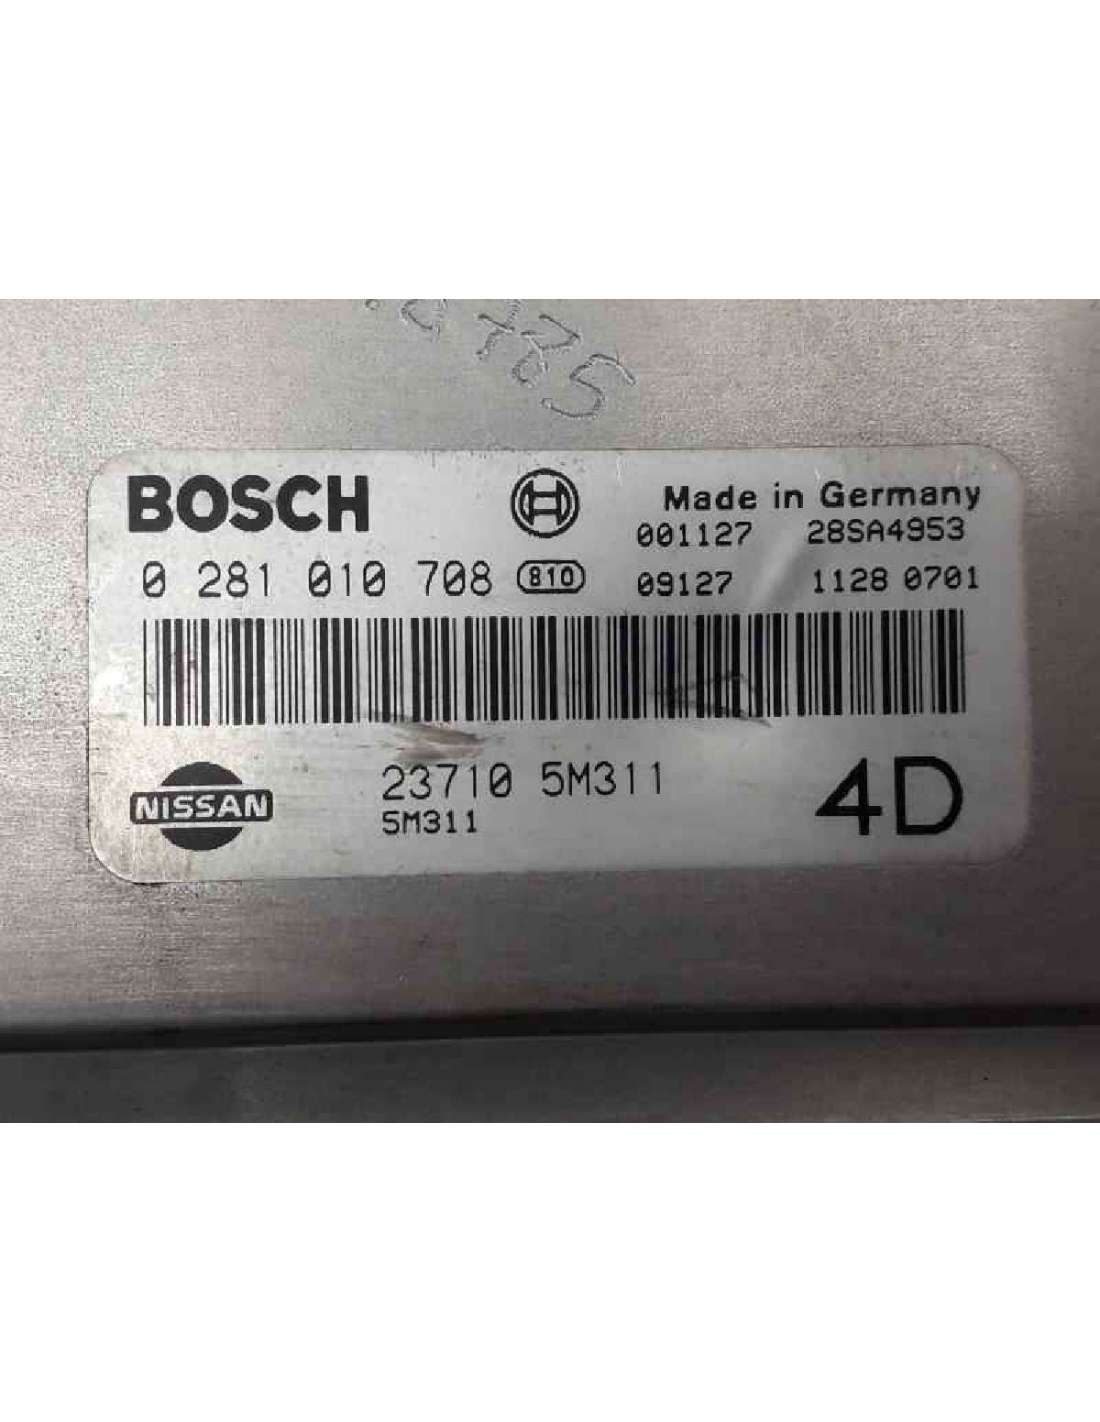 785
BOSCH
Made in Germany
001127 28SA4953
0 281 010 708 810 09127 1128 0701
NISSAN
23710 5M311
5M311
4D